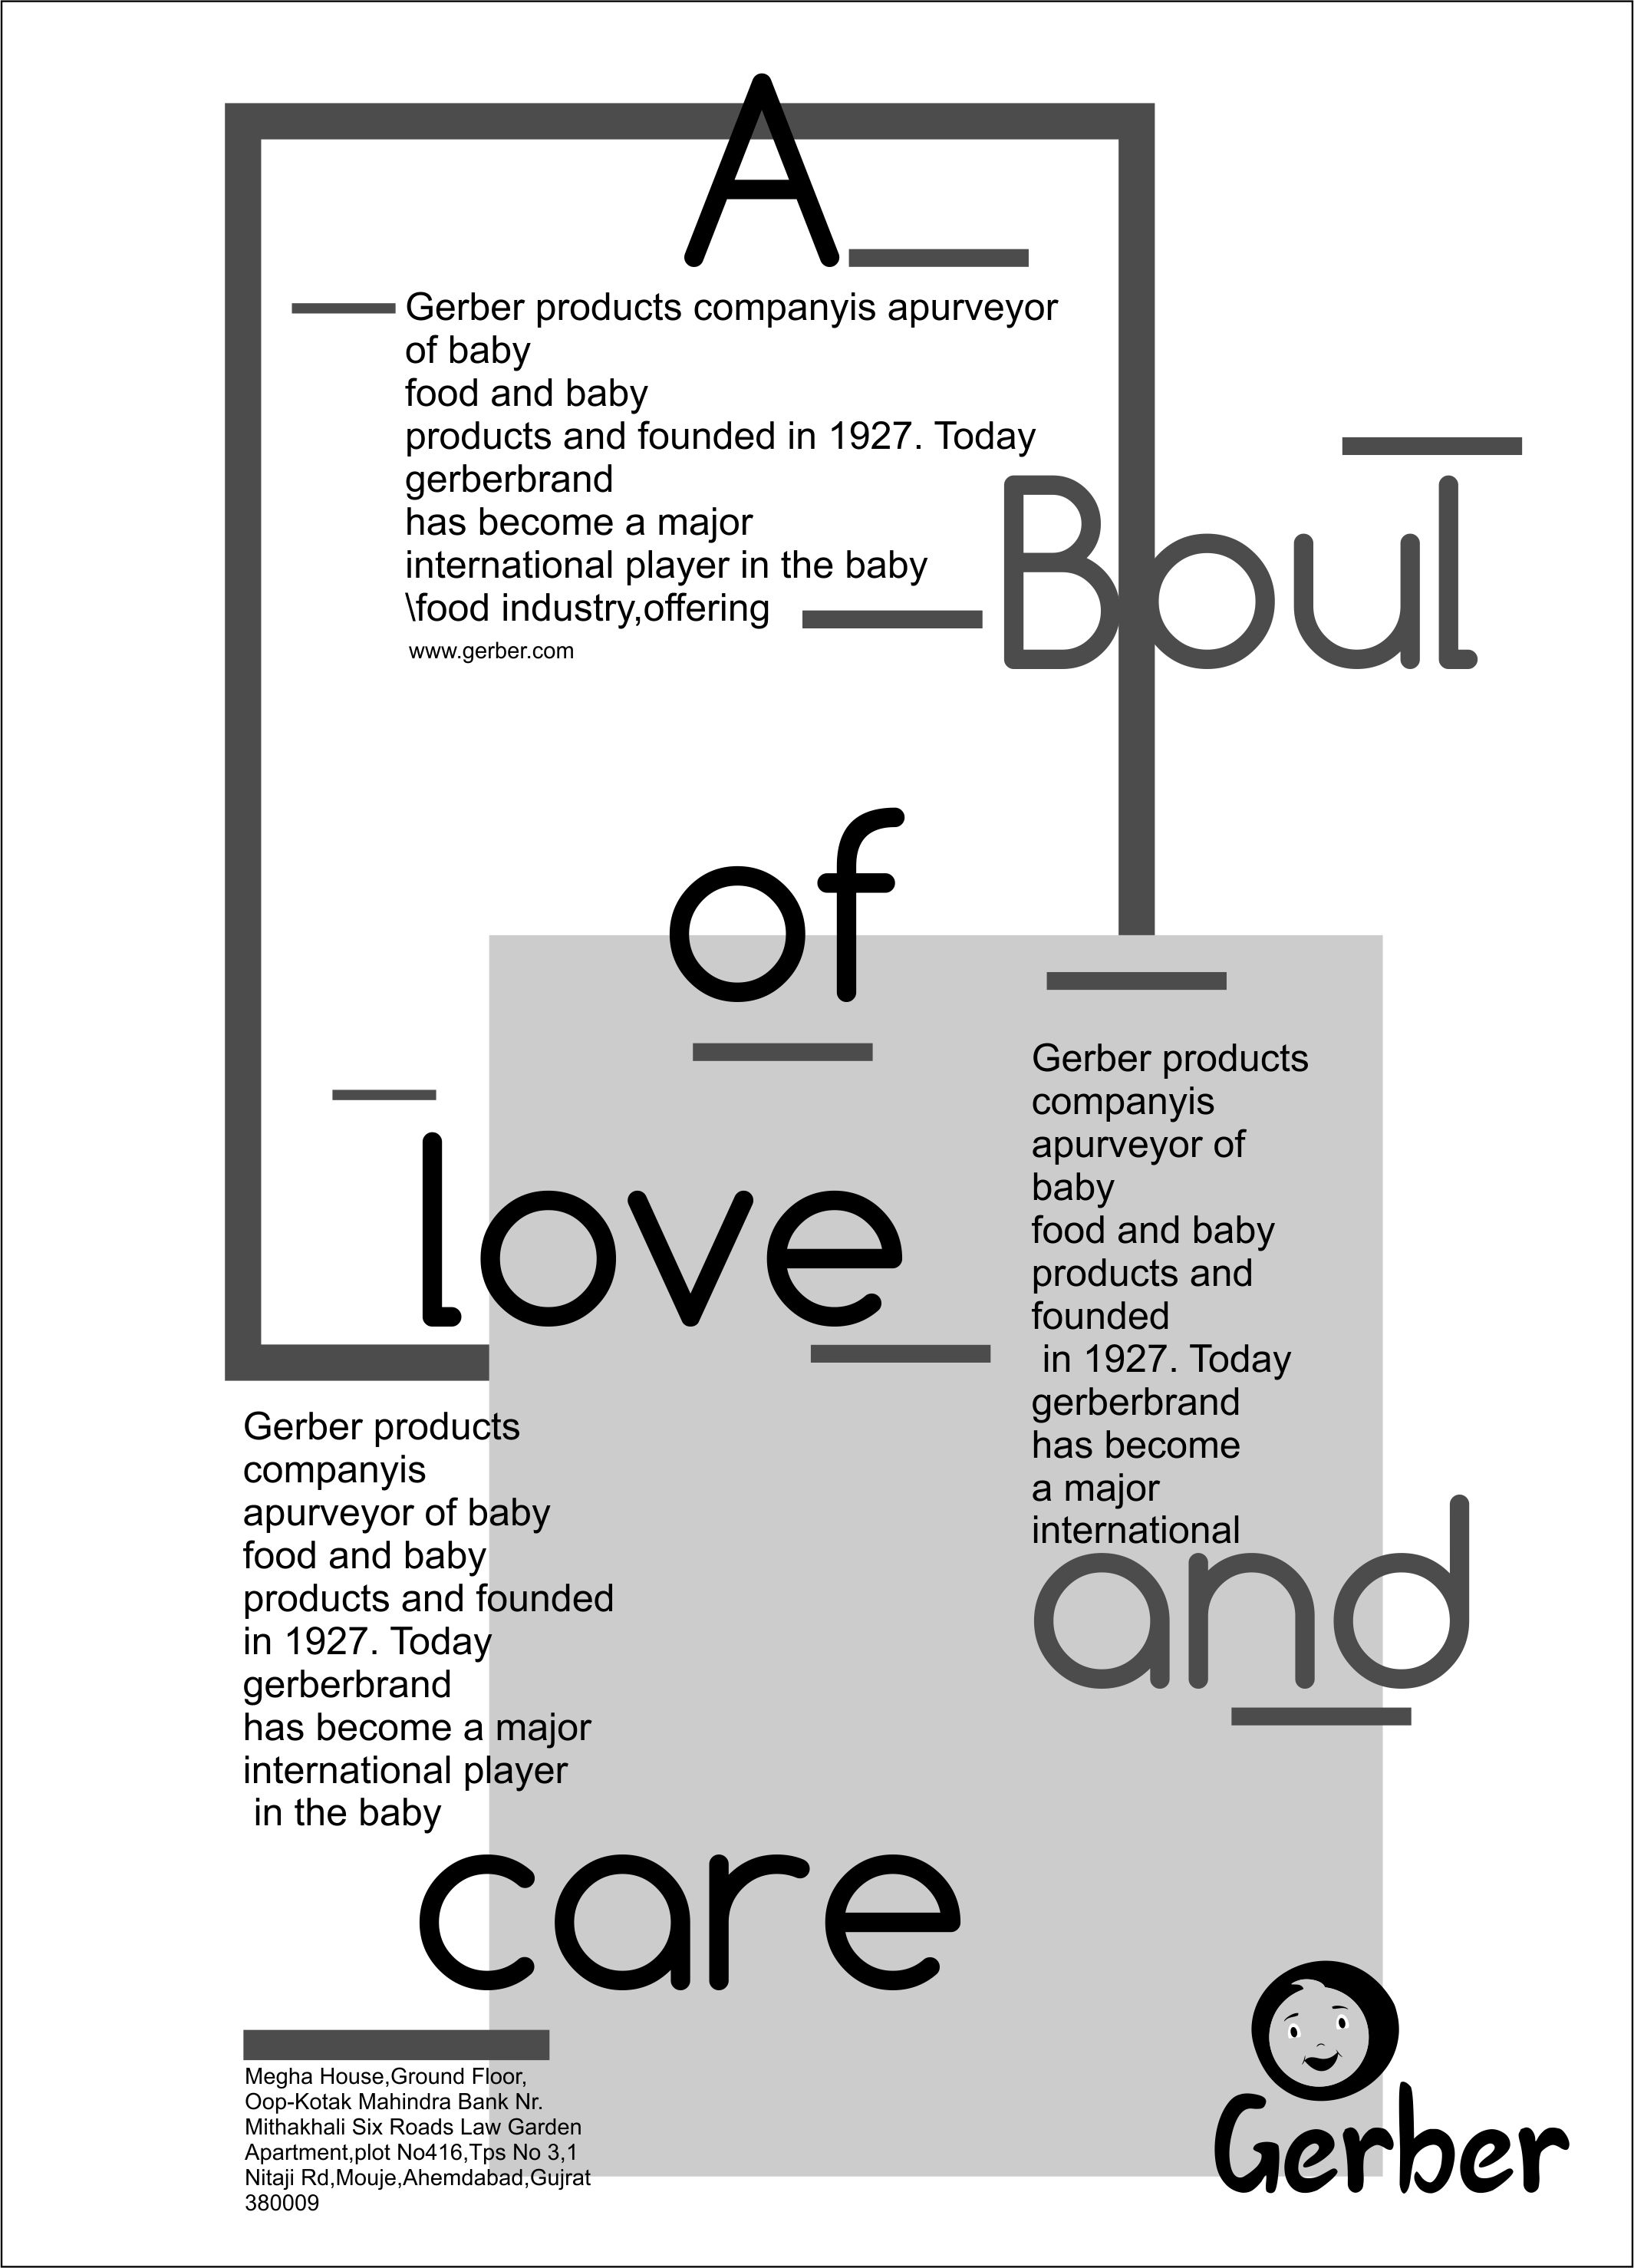 A
Gerber products companyis apurveyor
of baby
food and baby
products and founded in 1927. Today
gerberbrand
has become a major
international player in the baby
\food industry,offering
www.gerber.com
Boul
of
love
Gerber products
companyis
apurveyor of
baby
food and baby
products and
founded
in 1927. Today
gerberbrand
has become
a major
international
and
Gerber products
companyis
apurveyor of baby
food and baby
products and founded
in 1927. Today
gerberbrand
has become a major
international player
in the baby
care
Megha House,Ground Floor,
Oop-Kotak Mahindra Bank Nr.
Mithakhali Six Roads Law Garden
Apartment,plot No416,Tps No 3,1
Nitaji Rd,Mouje,Ahemdabad,Gujrat
380009
Gerber